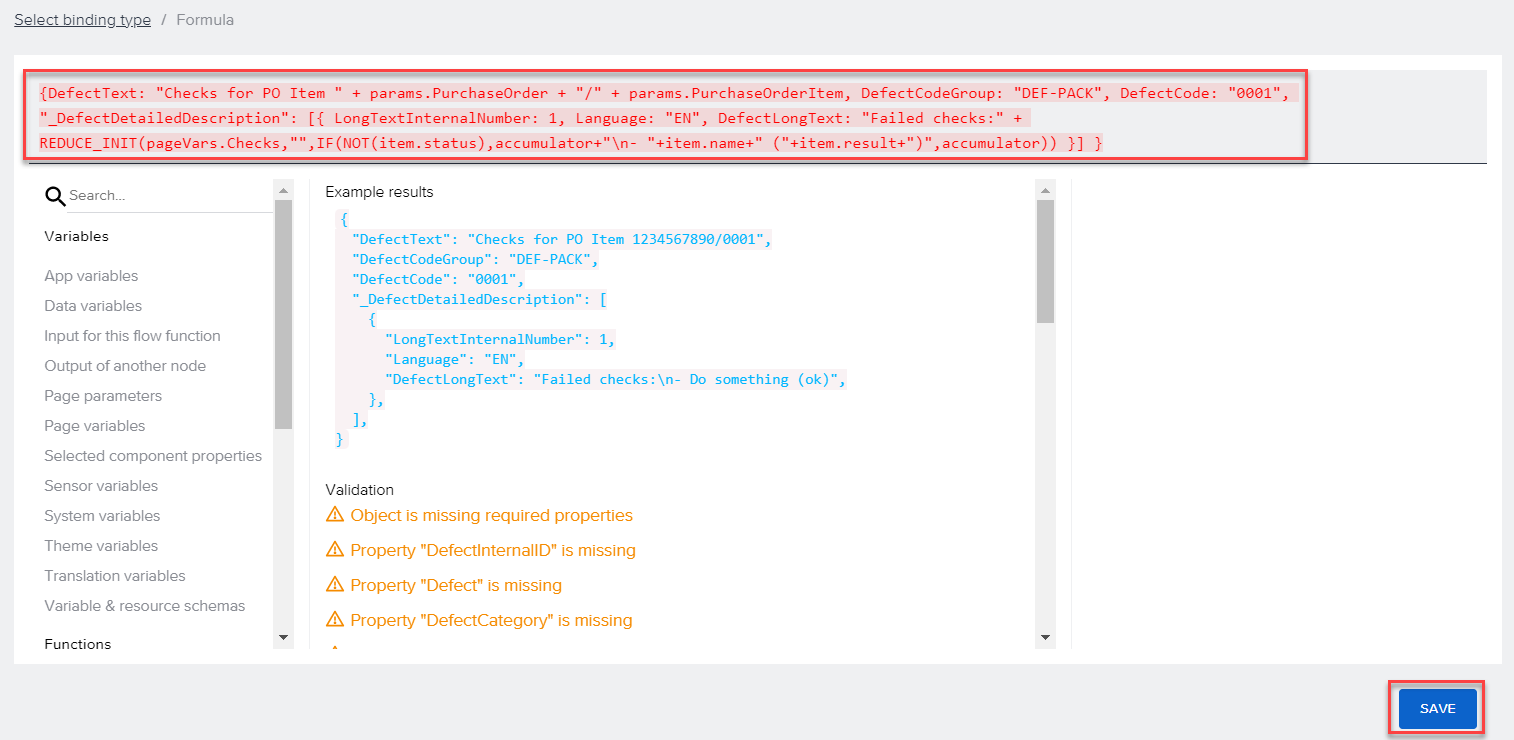 Select binding type / Formula
{DefectText: "Checks for PO Item " + params.PurchaseOrder + "/" + params.PurchaseOrderItem, DefectCodeGroup: "DEF-PACK", DefectCode: "0001",
"_DefectDetailedDescription": [{ LongTextInternalNumber: 1, Language: "EN", DefectLongText: "Failed checks:" +
REDUCE_INIT(pageVars.Checks,"",IF(NOT(item.status),accumulator+"\n- "+item.name+" ("+item.result+")",accumulator)) }] }
Search...
Variables
App variables
Data variables
Input for this flow function
Output of another node
Page parameters
Page variables
Selected component properties
Sensor variables
System variables
Theme variables
Translation variables
Variable & resource schemas
Functions
Example results
{
"DefectText": "Checks for PO Item 1234567890/0001",
"DefectCodeGroup": "DEF-PACK",
"DefectCode": "0001",
"_DefectDetailedDescription": [
{
"LongTextInternalNumber": 1,
"Language": "EN",
"DefectLongText": "Failed checks:\n- Do something (ok)",
},
],
}
Validation
Object is missing required properties
Property "DefectInternalID" is missing
Property "Defect" is missing
Property "DefectCategory" is missing
SAVE